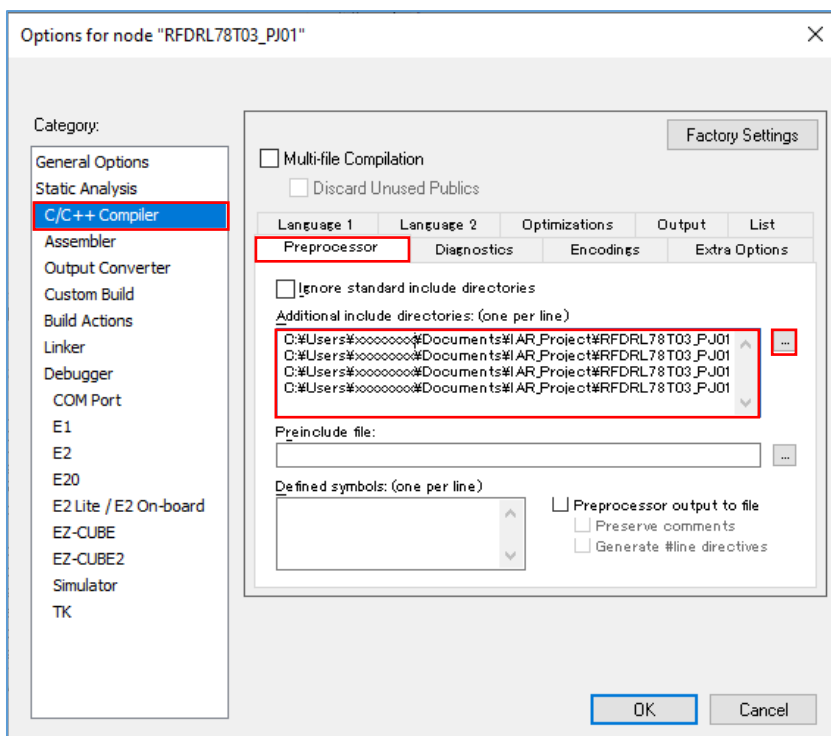 Options for node "RFDRL78T03_PJ01"
Category:
General Options
Static Analysis
C/C++ Compiler
Assembler
Output Converter
Custom Build
Build Actions
Linker
Debugger
COM Port
E1
E2
E20
E2 Lite / E2 On-board
EZ-CUBE
EZ-CUBE2
Simulator
TK
Factory Settings
Multi-file Compilation
Discard Unused Publics
Language 1 Language 2 Optimizations Output List
Preprocessor Diagnostics Encodings Extra Options
Ignore standard include directories
Additional include directories: (one per line)
C:¥Users¥xxxxxxxx¥Documents¥IAR_Project¥RFDRL78T03_PJ01
C:¥Users¥xxxxxxxx¥Documents¥IAR_Project¥RFDRL78T03_PJ01
C:¥Users¥xxxxxxxx¥Documents¥IAR_Project¥RFDRL78T03_PJ01
C:¥Users¥xxxxxxxx¥Documents¥IAR_Project¥RFDRL78T03_PJ01
...
Preinclude file:
...
Defined symbols: (one per line)
Preprocessor output to file
Preserve comments
Generate #line directives
OK Cancel